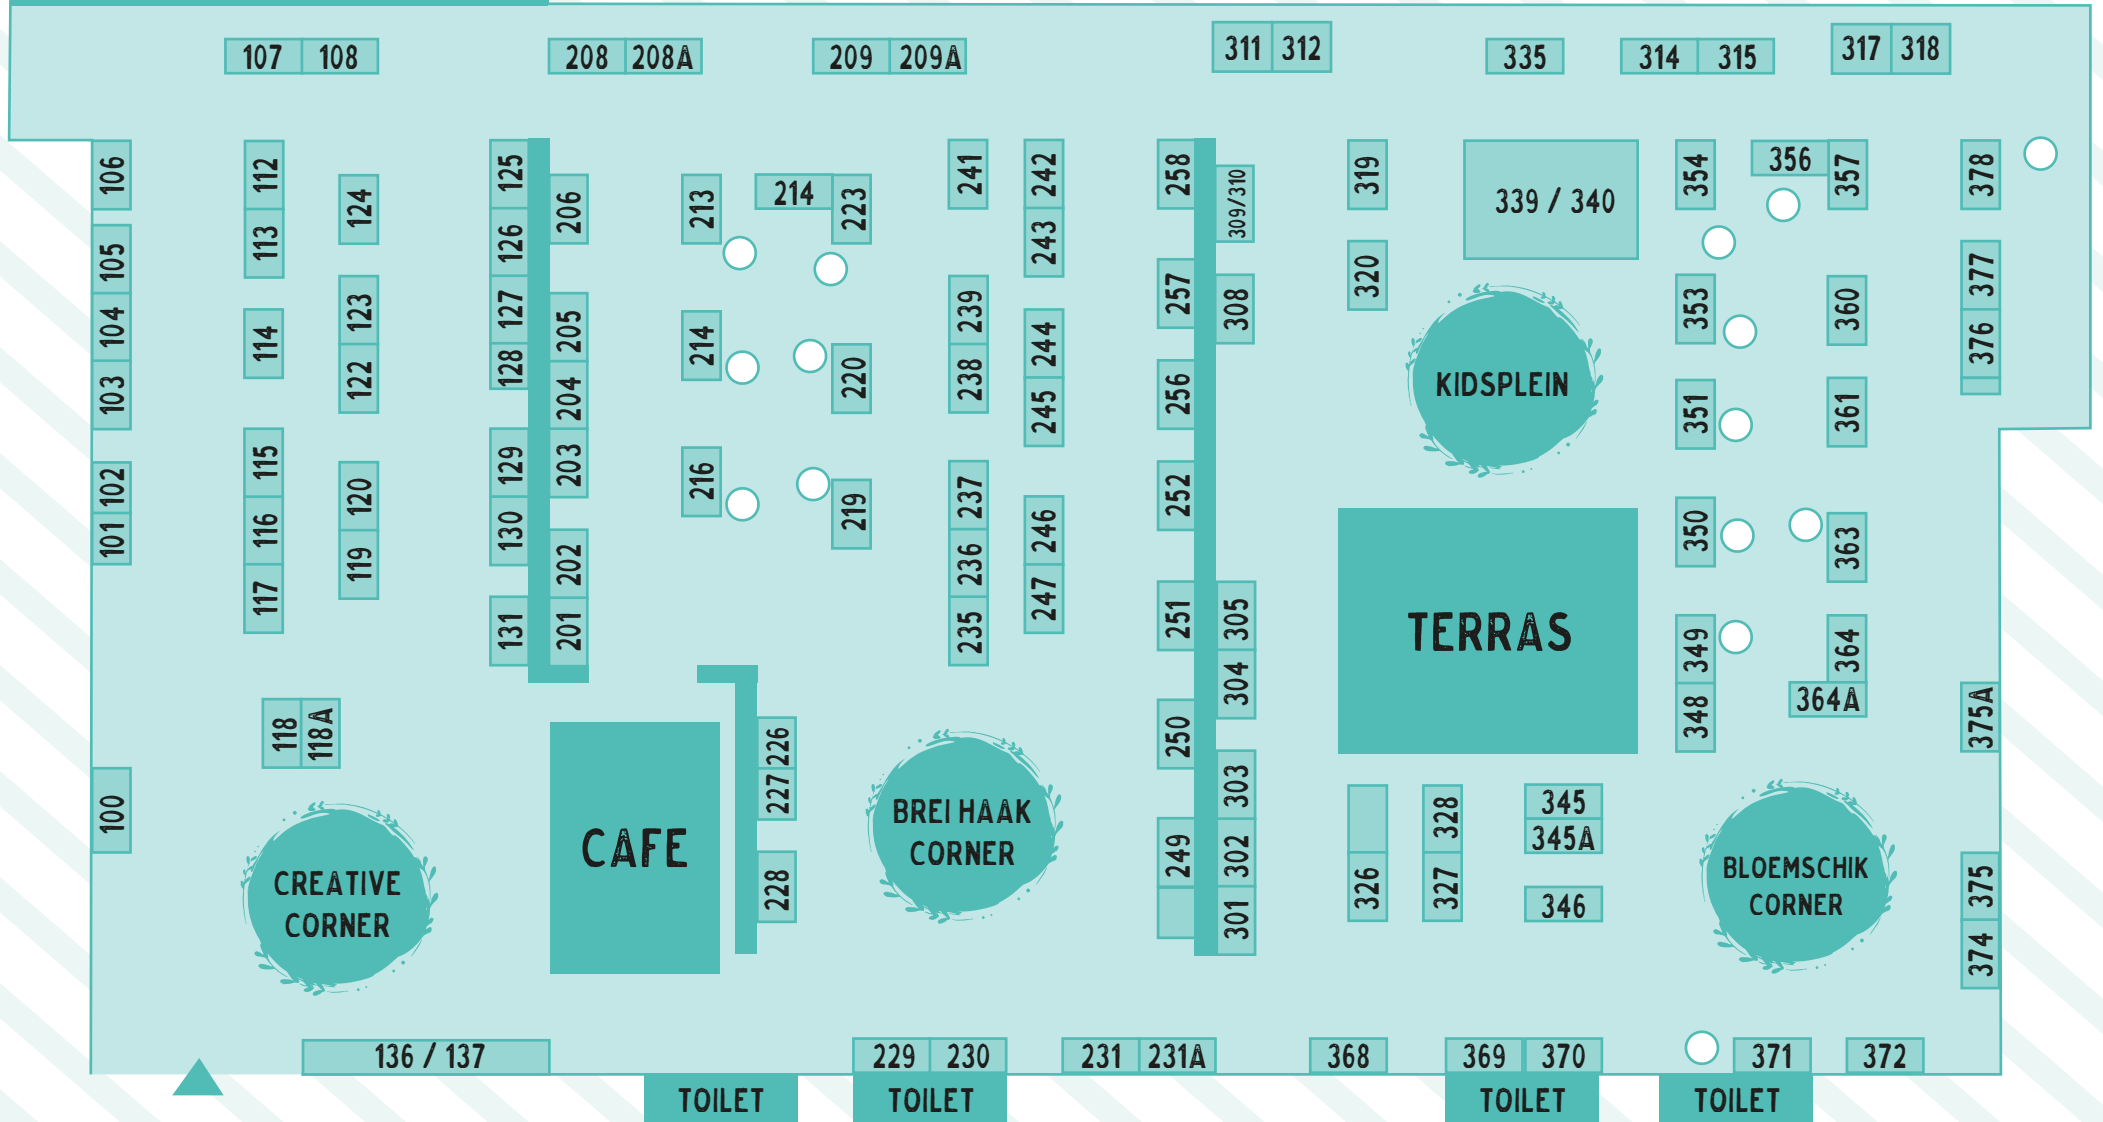 107 108 208 208A 209 209A 311 312 335 314 315 317 318
106 112 124 125 206 213 214 223 241 242 258 309/310 319 339 / 340 354 356 357 378
105 113 126 243 257 308 320 377
104 114 123 127 205 214 239 244 353 360 376
103 122 128 204 220 238 245 256 KIDSPLEIN 351 361
102 115 120 129 203 216 219 237 252
101 116 119 130 202 236 246 350 363
117 131 201 235 247 251 305 TERRAS 349 364
118 118A 226 250 304 348 364A 375A
100 227 303 328 345
345A
CREATIVE
CORNER
CAFE
228
BREI HAAK
CORNER
249 302 326 327 346
301
BLOEMSCHIK
CORNER
375
374
136 / 137 229 230 231 231A 368 369 370 371 372
TOILET TOILET TOILET TOILET